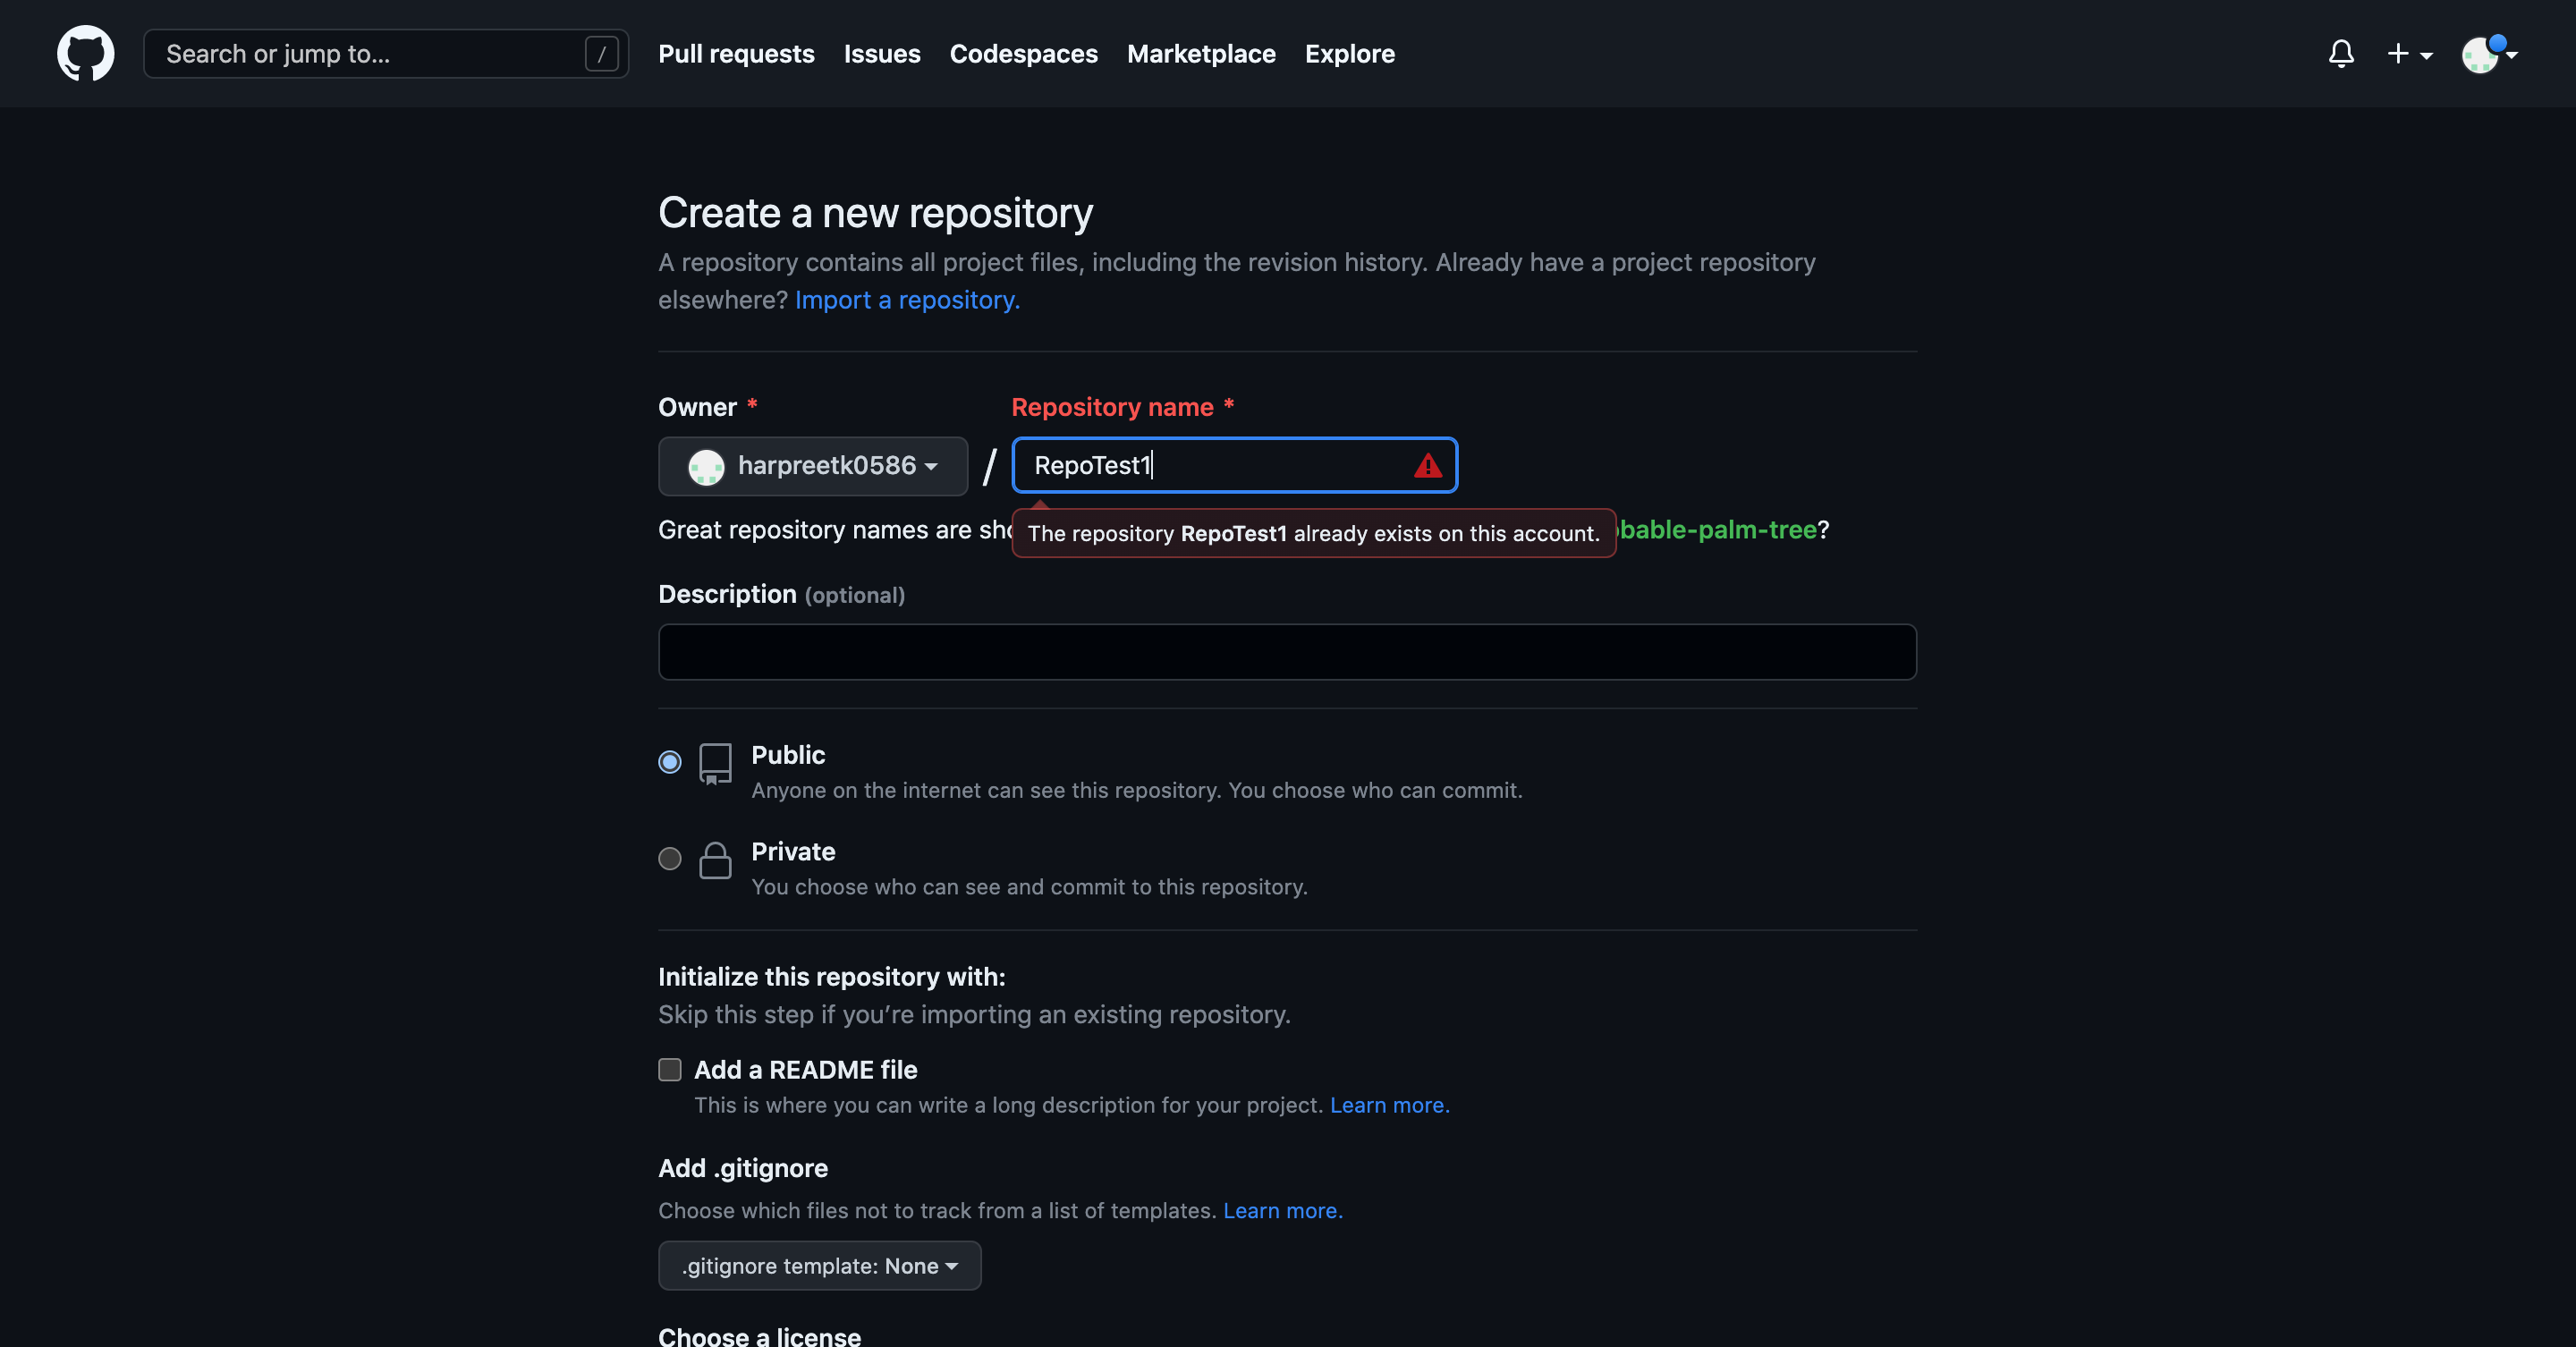 Search or jump to... /
Pull requests Issues Codespaces Marketplace Explore
Create a new repository
A repository contains all project files, including the revision history. Already have a project repository
elsewhere? Import a repository.
Owner * Repository name *
harpreetk0586 / RepoTest1
Great repository names are
The repository RepoTest1 already exists on this account.
palm-tree?
Description (optional)
Public
Anyone on the internet can see this repository. You choose who can commit.
Private
You choose who can see and commit to this repository.
Initialize this repository with:
Skip this step if you’re importing an existing repository.
Add a README file
This is where you can write a long description for your project. Learn more.
Add .gitignore
Choose which files not to track from a list of templates. Learn more.
.gitignore template: None
Choose a license